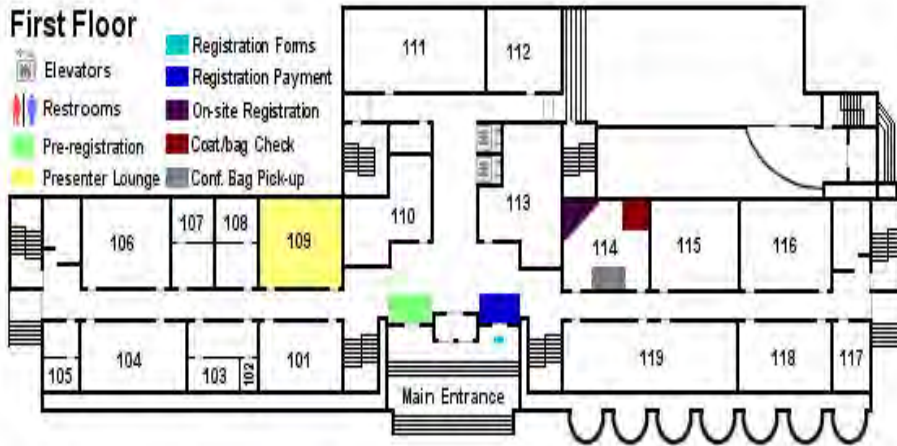 First Floor
Elevators
Restrooms
Pre-registration
Presenter Lounge
Registration Forms
Registration Payment
On-site Registration
Coat/bag Check
Conf. Bag Pick-up
111
112
106
107
108
109
110
113
114
115
116
105
104
103
102
101
119
118
117
Main Entrance